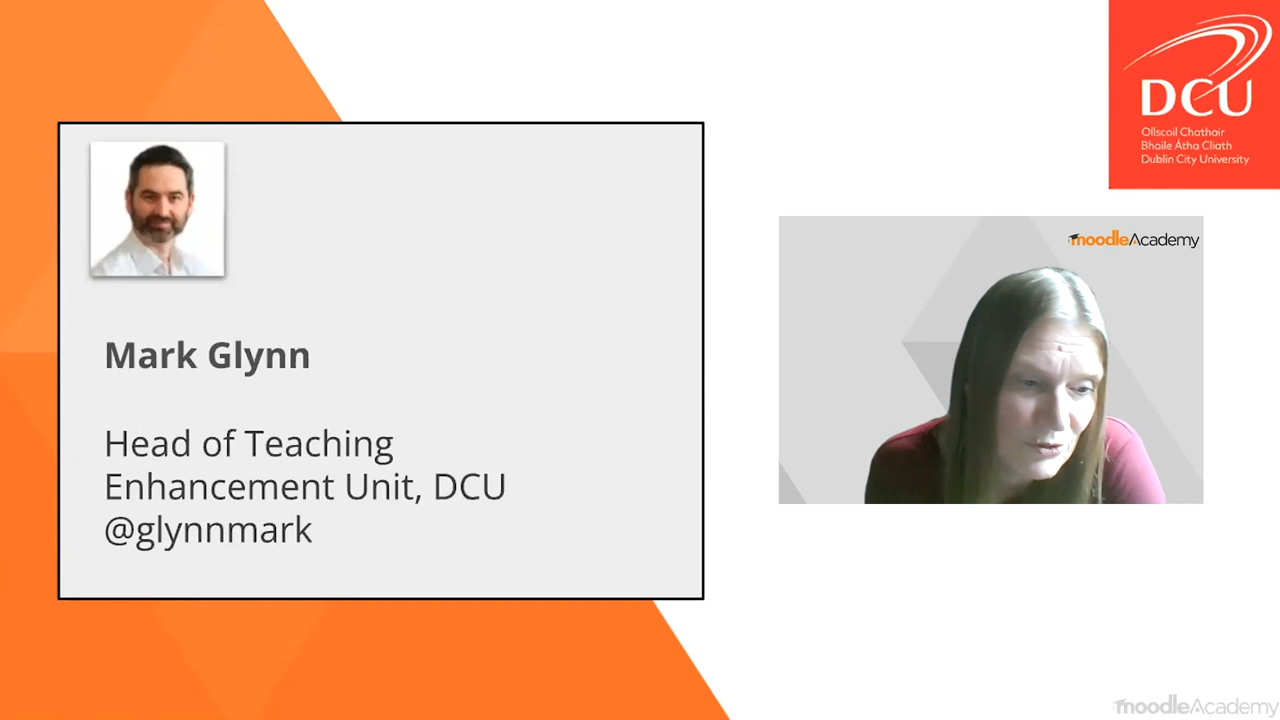 Mark Glynn
Head of Teaching
Enhancement Unit, DCU
@glynnmark
DCU
Ollscoil Chathair
Bhaile Átha Cliath
Dublin City University
moodleAcademy
moodleAcademy